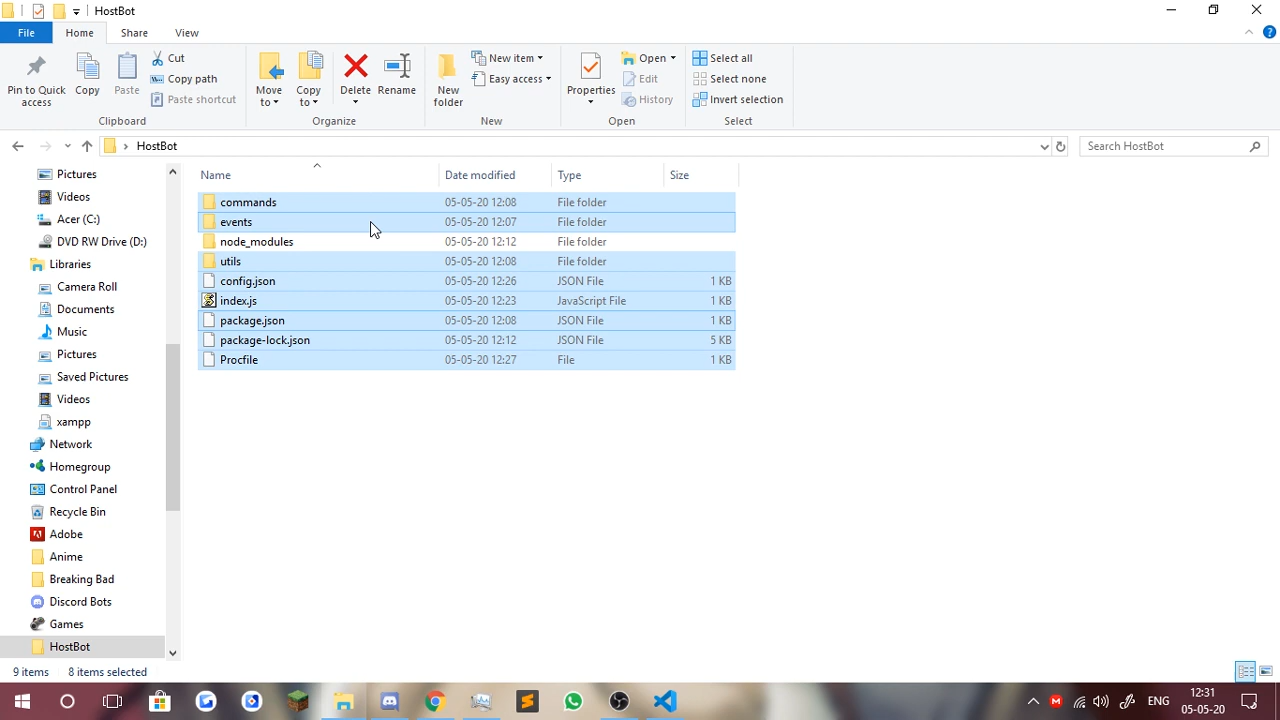 HostBot
File Home Share View
Pin to Quick access
Copy
Paste
Cut
Copy path
Paste shortcut
Clipboard
Move to
Copy to
Delete
Rename
Organize
New folder
New item
Easy access
New
Properties
Open
Edit
History
Open
Select all
Select none
Invert selection
Select
HostBot
Search HostBot
Pictures
Videos
Acer (C:)
DVD RW Drive (D:)
Libraries
Camera Roll
Documents
Music
Pictures
Saved Pictures
Videos
xampp
Network
Homegroup
Control Panel
Recycle Bin
Adobe
Anime
Breaking Bad
Discord Bots
Games
HostBot
Name Date modified Type Size
commands 05-05-20 12:08 File folder
events 05-05-20 12:07 File folder
node_modules 05-05-20 12:12 File folder
utils 05-05-20 12:08 File folder
config.json 05-05-20 12:26 JSON File 1 KB
index.js 05-05-20 12:23 JavaScript File 1 KB
package.json 05-05-20 12:08 JSON File 1 KB
package-lock.json 05-05-20 12:12 JSON File 5 KB
Procfile 05-05-20 12:27 File 1 KB
9 items 8 items selected
ENG
12:31
05-05-20